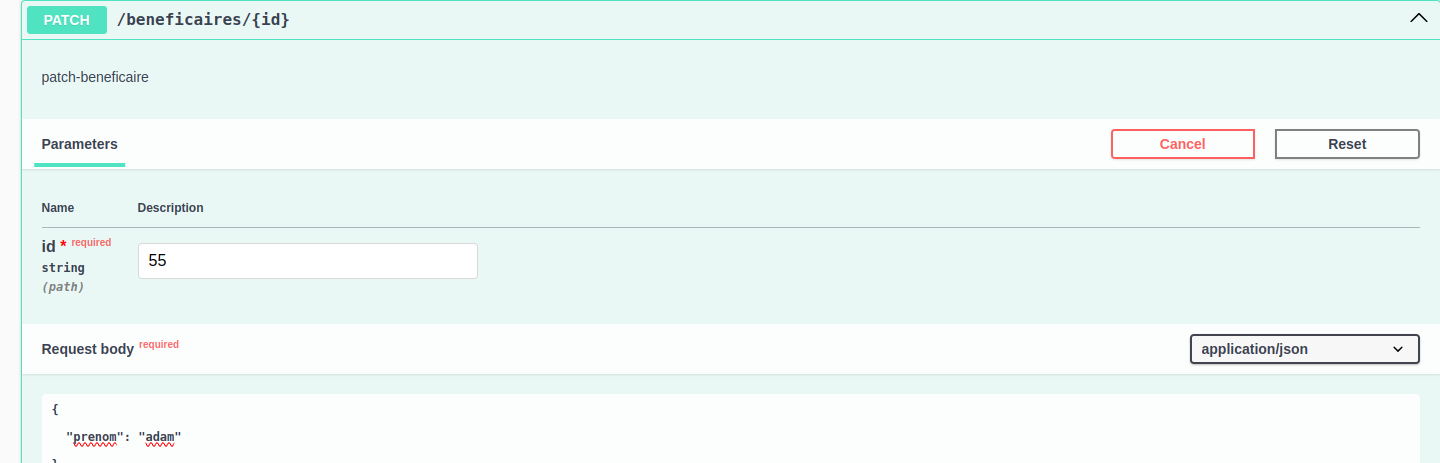 PATCH /beneficaires/{id}
patch-beneficaire
Parameters Cancel Reset
Name Description
id * required 55
string
(path)
Request body required application/json
{
"prenom": "adam"
}